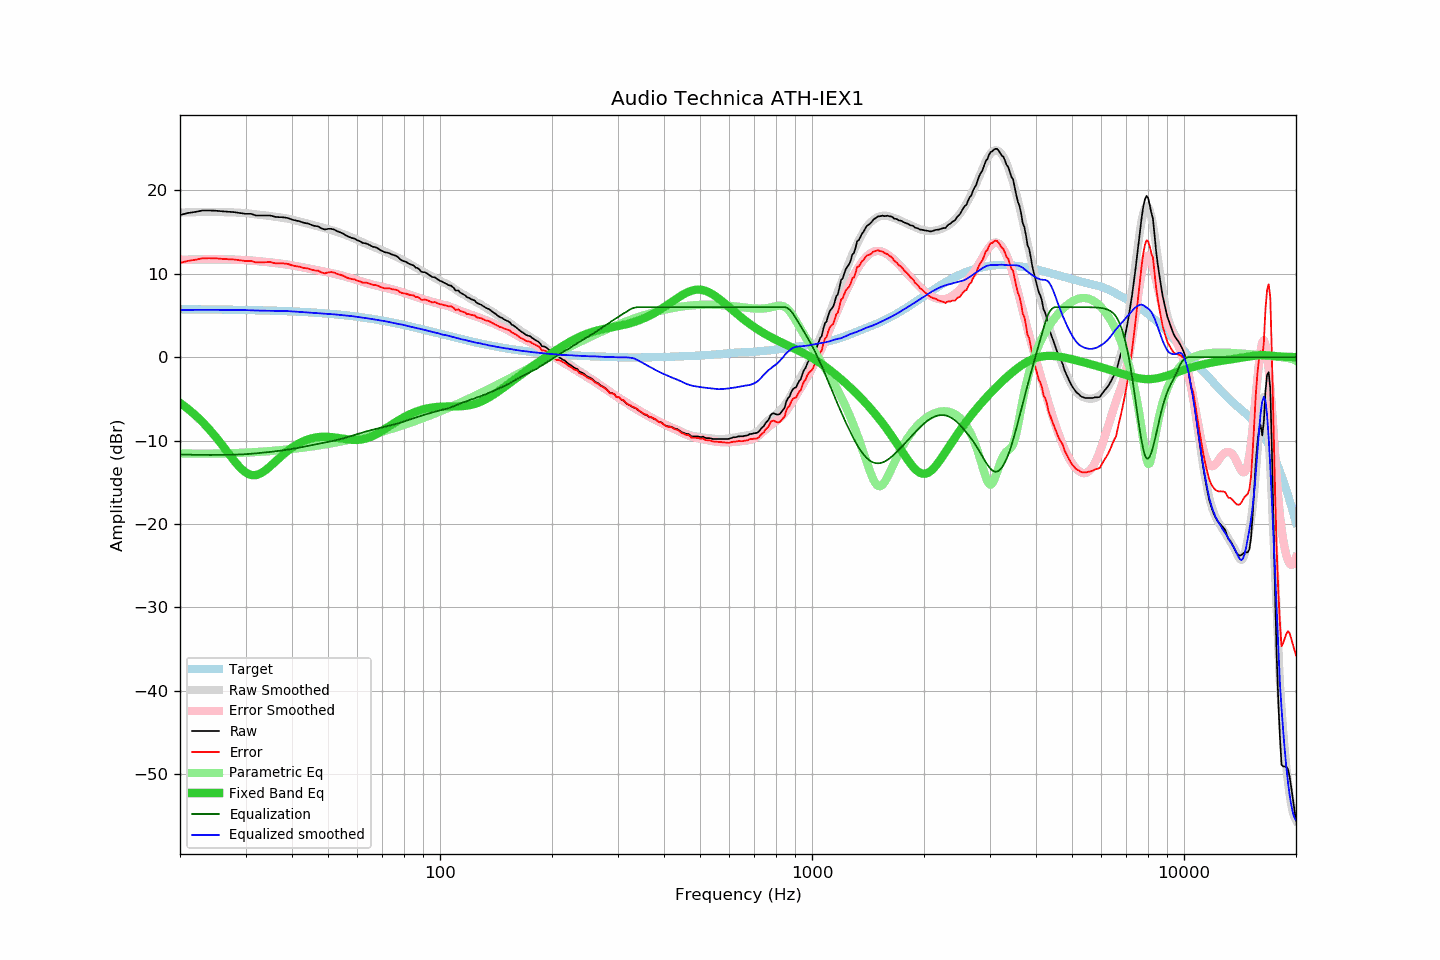 Audio Technica ATH-IEX1
20
10
0
−10
−20
−30
−40
−50
Amplitude (dBr)
Target
Raw Smoothed
Error Smoothed
Raw
Error
Parametric Eq
Fixed Band Eq
Equalization
Equalized smoothed
100 1000 10000
Frequency (Hz)